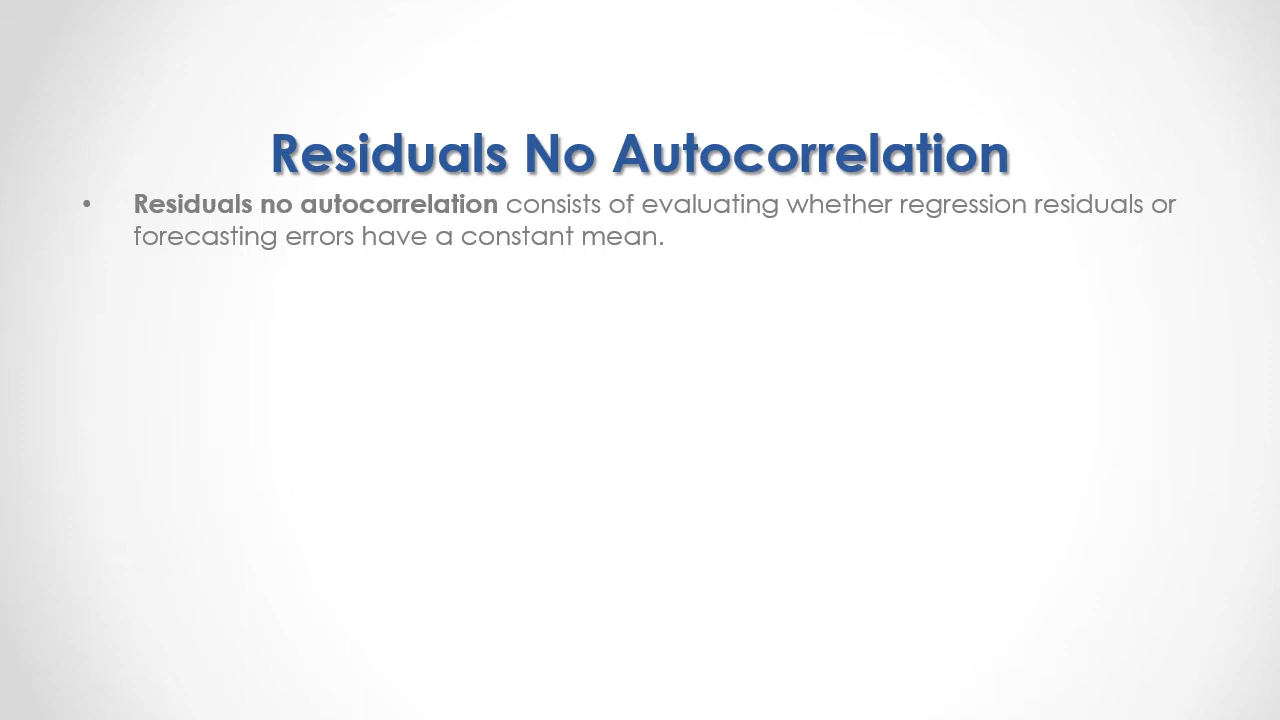 Residuals No Autocorrelation
• Residuals no autocorrelation consists of evaluating whether regression residuals or
forecasting errors have a constant mean.